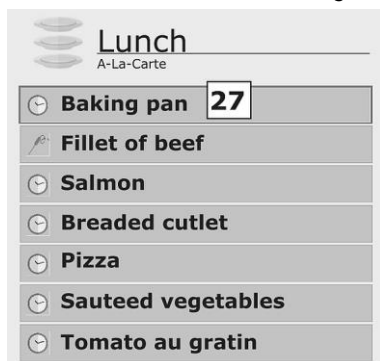 Lunch
A-La-Carte
Baking pan 27
Fillet of beef
Salmon
Breaded cutlet
Pizza
Sauteed vegetables
Tomato au gratin